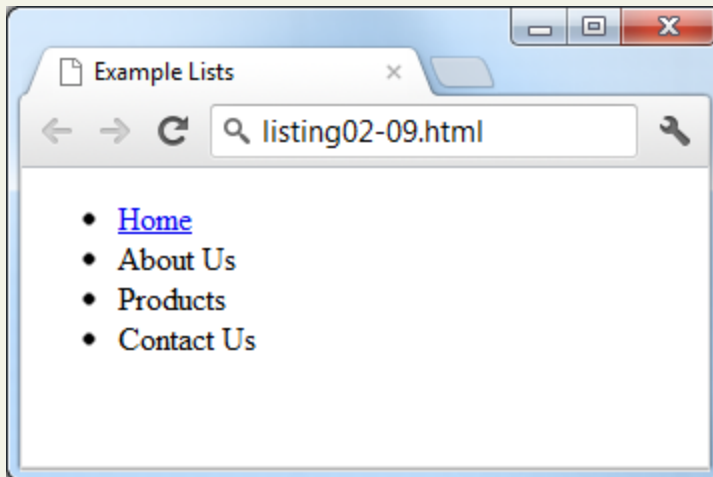 Example Lists
listing02-09.html
Home
About Us
Products
Contact Us